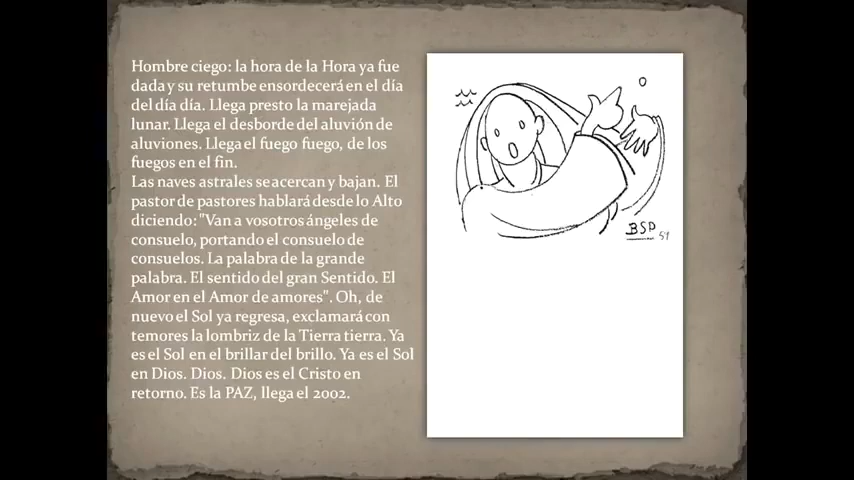 Hombre ciego: la hora de la Hora ya fue
dada y su retumbe ensordecerá en el día
del día día. Llega presto la marejada
lunar. Llega el desborde del aluvión de
aluviones. Llega el fuego fuego, de los
fuegos en el fin.
Las naves astrales se acercan y bajan. El
pastor de pastores hablará desde lo Alto
diciendo: "Van a vosotros ángeles de
consuelo, portando el consuelo de
consuelos. La palabra de la grande
palabra. El sentido del gran Sentido. El
Amor en el Amor de amores". Oh, de
nuevo el Sol ya regresa, exclamará con
temores la lombriz de la Tierra tierra. Ya
es el Sol en el brillar del brillo. Ya es el Sol
en Dios. Dios. Dios es el Cristo en
retorno. Es la PAZ, llega el 2002.
BSP